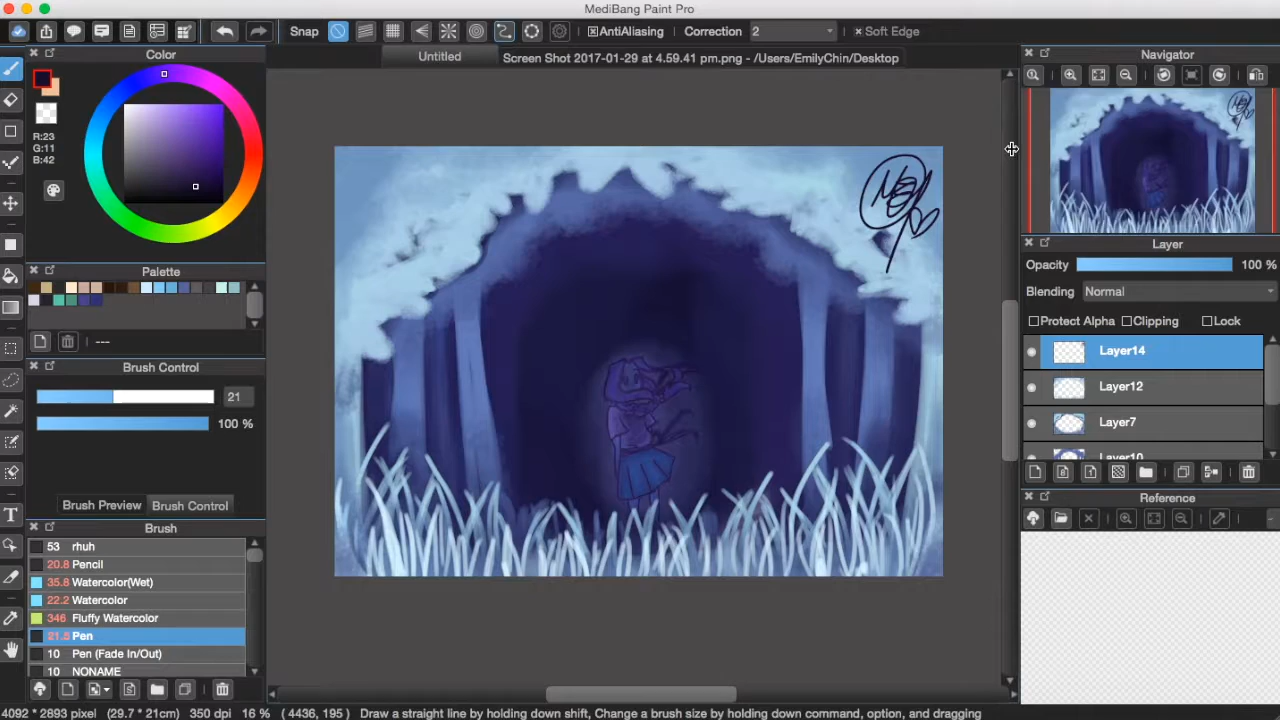 MediBang Paint Pro
Snap
AntiAliasing
Correction 2
Soft Edge
Untitled
Screen Shot 2017-01-29 at 4.59.41 pm.png - /Users/EmilyChin/Desktop
Color
R:23
G:11
B:42
Palette
---
Brush Control
21
100 %
Brush Preview
Brush Control
Brush
53 rhuh
20.8 Pencil
35.8 Watercolor(Wet)
22.2 Watercolor
346 Fluffy Watercolor
21.5 Pen
10 Pen (Fade In/Out)
10 NONAME
Navigator
Layer
Opacity 100 %
Blending Normal
Protect Alpha
Clipping
Lock
Layer14
Layer12
Layer7
Layer10
Reference
4092 * 2893 pixel (29.7 * 21cm) 350 dpi 16 % ( 4436, 195 ) Draw a straight line by holding down shift, Change a brush size by holding down command, option, and dragging